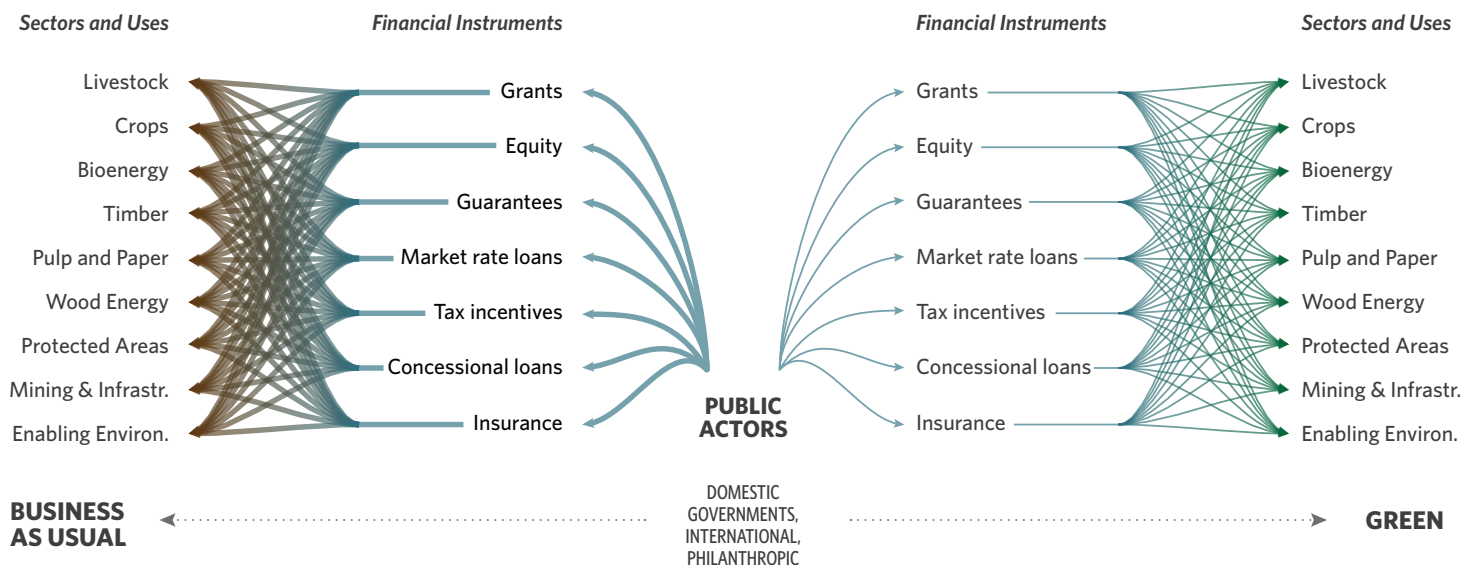 Sectors and Uses
Financial Instruments
Livestock
Crops
Bioenergy
Timber
Pulp and Paper
Wood Energy
Protected Areas
Mining & Infrastr.
Enabling Environ.
Grants
Equity
Guarantees
Market rate loans
Tax incentives
Concessional loans
Insurance
PUBLIC
ACTORS
Financial Instruments
Sectors and Uses
Grants
Equity
Guarantees
Market rate loans
Tax incentives
Concessional loans
Insurance
Livestock
Crops
Bioenergy
Timber
Pulp and Paper
Wood Energy
Protected Areas
Mining & Infrastr.
Enabling Environ.
BUSINESS
AS USUAL
DOMESTIC
GOVERNMENTS,
INTERNATIONAL,
PHILANTHROPIC
GREEN